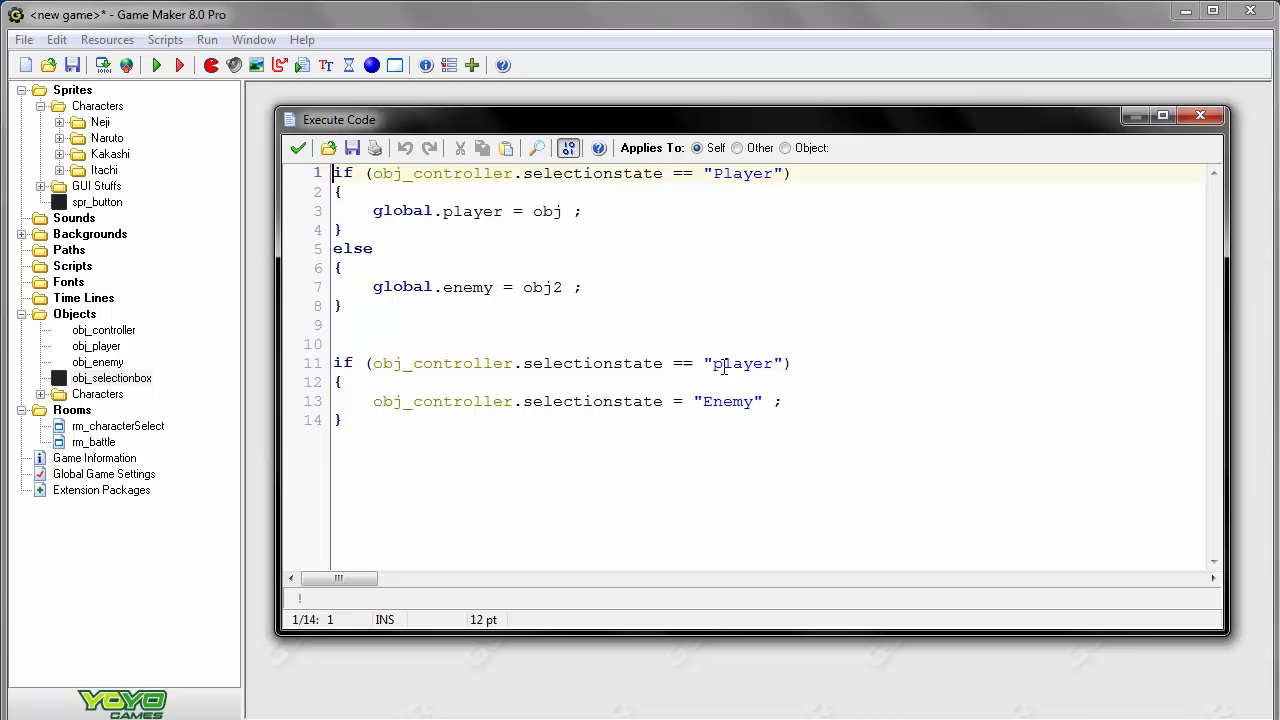 <new game>* - Game Maker 8.0 Pro
File Edit Resources Scripts Run Window Help
Sprites
Characters
Neji
Naruto
Kakashi
Itachi
GUI Stuffs
spr_button
Sounds
Backgrounds
Paths
Scripts
Fonts
Time Lines
Objects
obj_controller
obj_player
obj_enemy
obj_selectionbox
Characters
Rooms
rm_characterSelect
rm_battle
Game Information
Global Game Settings
Extension Packages
YOYO
GAMES
Execute Code
Applies To: Self Other Object:
1 if (obj_controller.selectionstate == "Player")
2 {
3 global.player = obj ;
4 }
5 else
6 {
7 global.enemy = obj2 ;
8 }
9
10
11 if (obj_controller.selectionstate == "player")
12 {
13 obj_controller.selectionstate = "Enemy" ;
14 }
!
1/14: 1 INS 12 pt